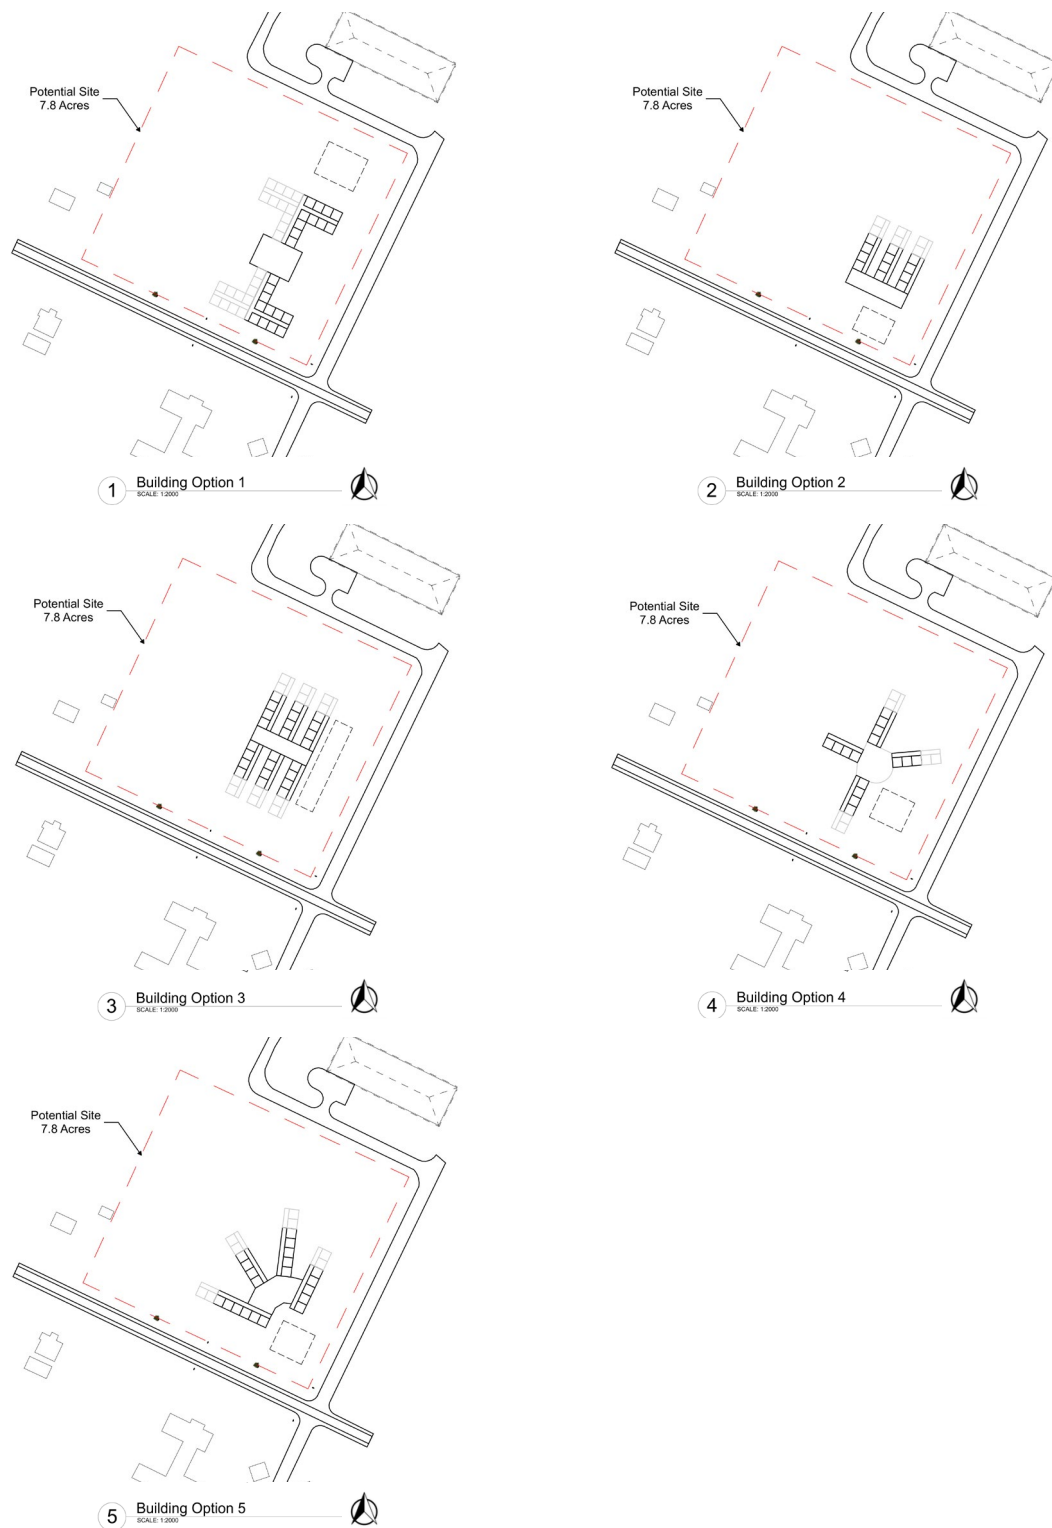 Potential Site
7.8 Acres
1
Building Option 1
SCALE: 1:2000
Potential Site
7.8 Acres
2
Building Option 2
SCALE: 1:2000
Potential Site
7.8 Acres
3
Building Option 3
SCALE: 1:2000
Potential Site
7.8 Acres
4
Building Option 4
SCALE: 1:2000
Potential Site
7.8 Acres
5
Building Option 5
SCALE: 1:2000